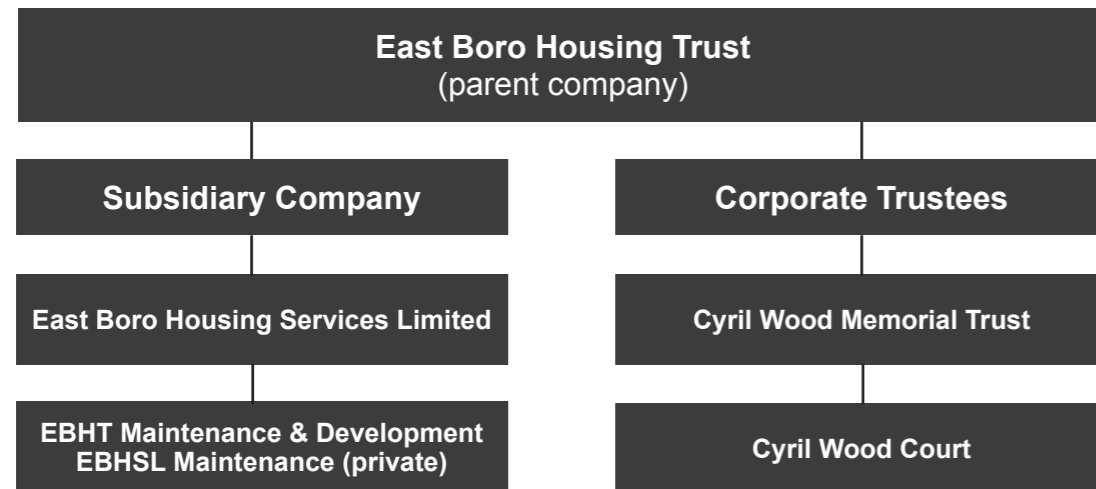 East Boro Housing Trust
(parent company)
Subsidiary Company
Corporate Trustees
East Boro Housing Services Limited
Cyril Wood Memorial Trust
EBHT Maintenance & Development
EBHSL Maintenance (private)
Cyril Wood Court